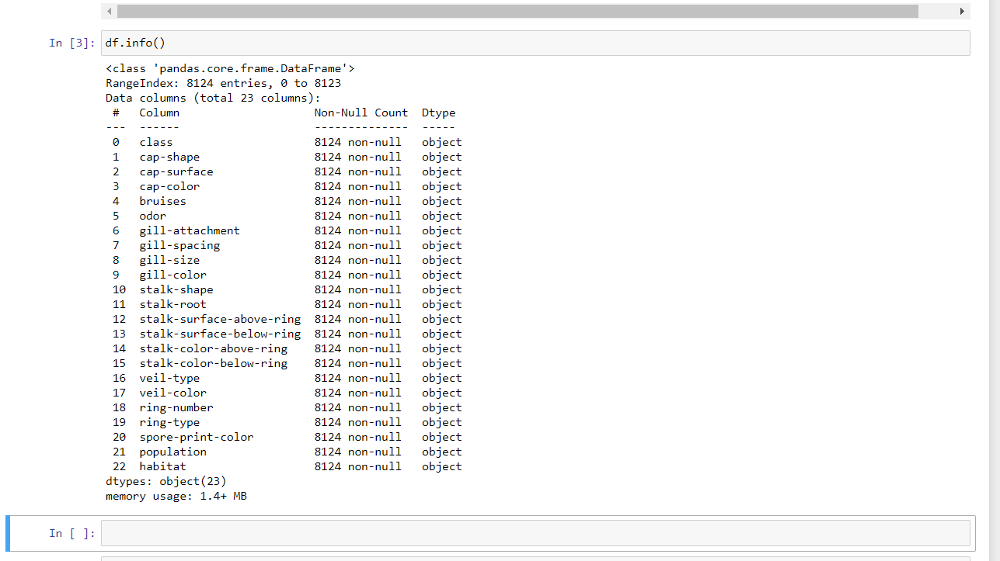 In [3]: df.info()
<class 'pandas.core.frame.DataFrame'>
RangeIndex: 8124 entries, 0 to 8123
Data columns (total 23 columns):
 #   Column                    Non-Null Count  Dtype
---  ------                    --------------  -----
 0   class                     8124 non-null   object
 1   cap-shape                 8124 non-null   object
 2   cap-surface               8124 non-null   object
 3   cap-color                 8124 non-null   object
 4   bruises                   8124 non-null   object
 5   odor                      8124 non-null   object
 6   gill-attachment           8124 non-null   object
 7   gill-spacing              8124 non-null   object
 8   gill-size                 8124 non-null   object
 9   gill-color                8124 non-null   object
 10  stalk-shape               8124 non-null   object
 11  stalk-root                8124 non-null   object
 12  stalk-surface-above-ring  8124 non-null   object
 13  stalk-surface-below-ring  8124 non-null   object
 14  stalk-color-above-ring    8124 non-null   object
 15  stalk-color-below-ring    8124 non-null   object
 16  veil-type                 8124 non-null   object
 17  veil-color                8124 non-null   object
 18  ring-number               8124 non-null   object
 19  ring-type                 8124 non-null   object
 20  spore-print-color         8124 non-null   object
 21  population                8124 non-null   object
 22  habitat                   8124 non-null   object
dtypes: object(23)
memory usage: 1.4+ MB
In [ ]: